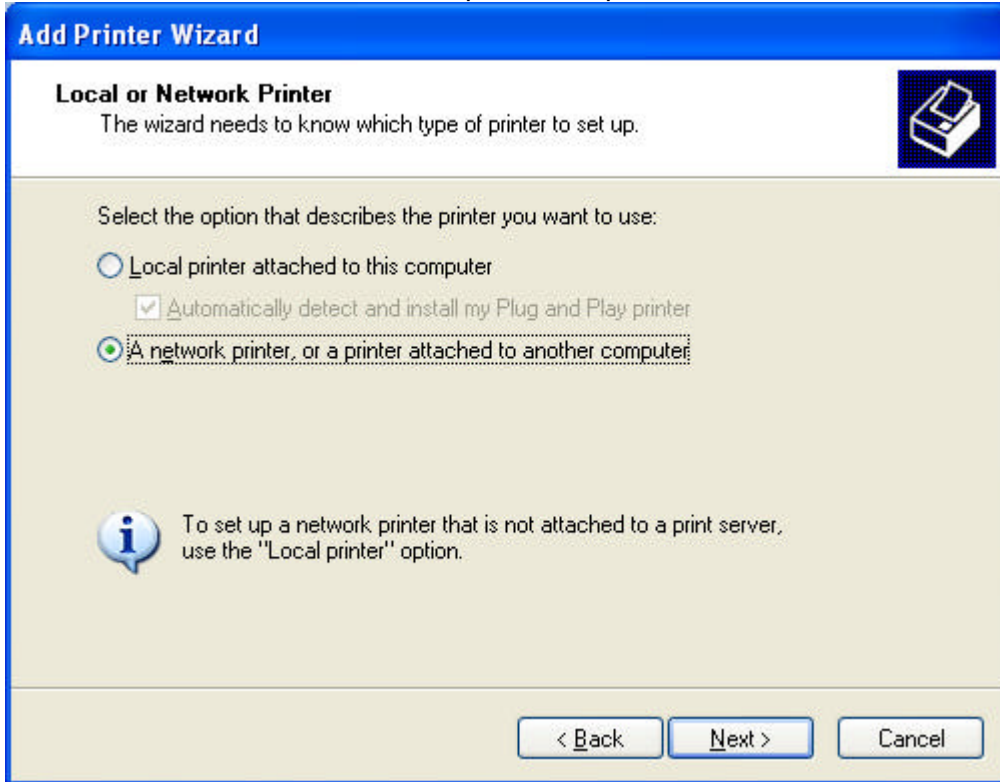 Add Printer Wizard
Local or Network Printer
The wizard needs to know which type of printer to set up.
Select the option that describes the printer you want to use:
Local printer attached to this computer
Automatically detect and install my Plug and Play printer
A network printer, or a printer attached to another computer
To set up a network printer that is not attached to a print server,
use the "Local printer" option.
< Back
Next >
Cancel